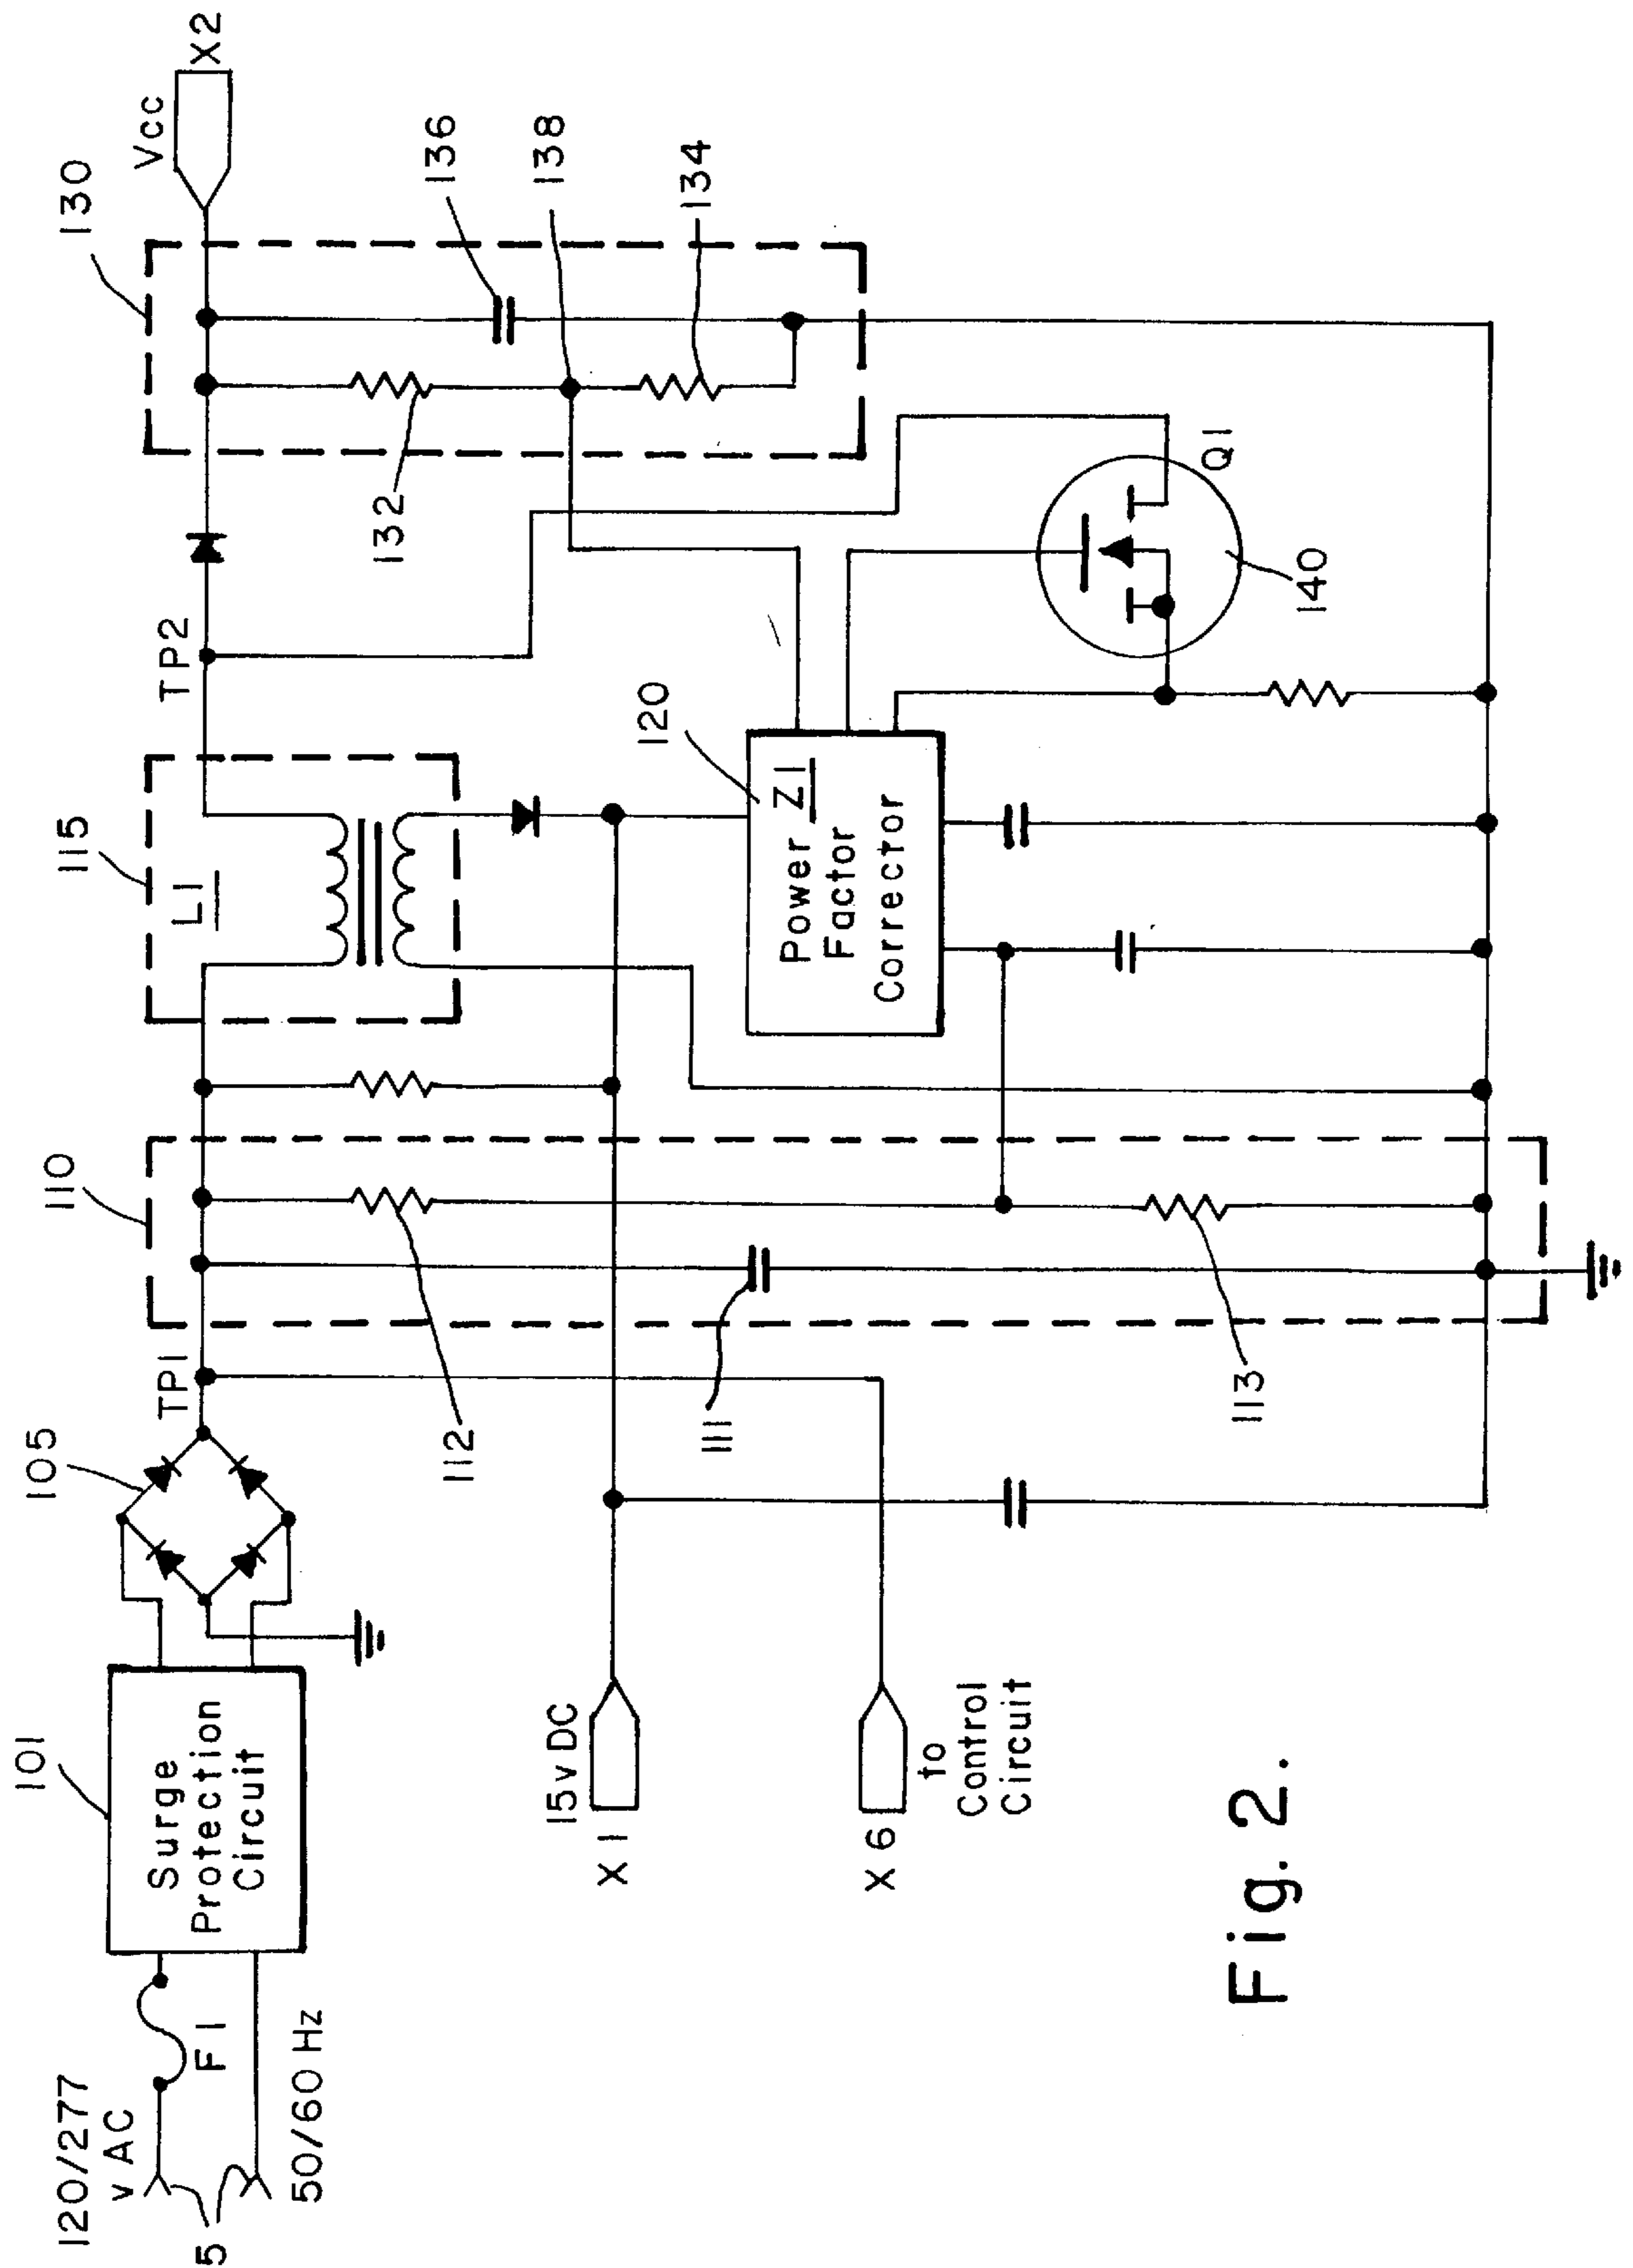 120/277
v AC
5
F1
50/60 Hz
101
Surge
Protection
Circuit
105
TP1
110
112
111
113
115
L1
TP2
120
Power Z1
Factor
Corrector
130
Vcc
X2
136
138
134
132
Q1
140
15v DC
X1
X6
to
Control
Circuit
Fig. 2.